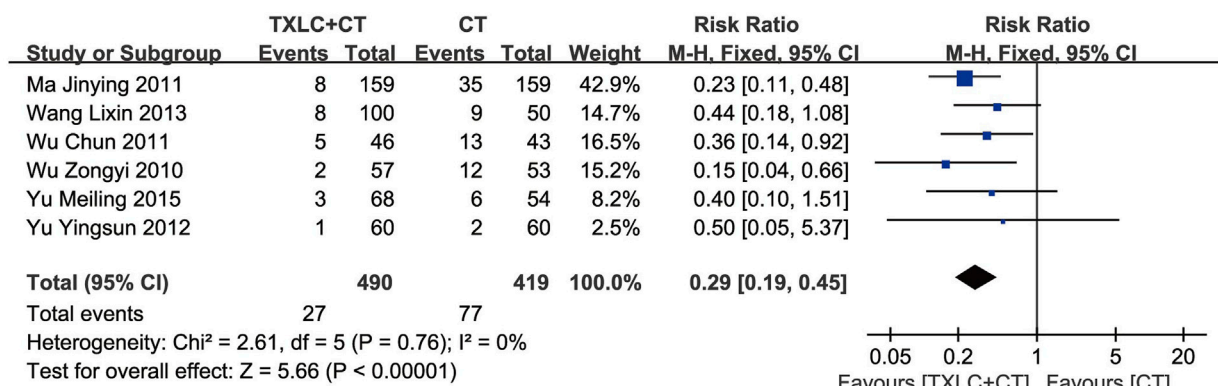 TXLC+CT CT Risk Ratio Risk Ratio
Study or Subgroup Events Total Events Total Weight M-H, Fixed, 95% CI M-H, Fixed, 95% CI
Ma Jinying 2011 8 159 35 159 42.9% 0.23 [0.11, 0.48]
Wang Lixin 2013 8 100 9 50 14.7% 0.44 [0.18, 1.08]
Wu Chun 2011 5 46 13 43 16.5% 0.36 [0.14, 0.92]
Wu Zongyi 2010 2 57 12 53 15.2% 0.15 [0.04, 0.66]
Yu Meiling 2015 3 68 6 54 8.2% 0.40 [0.10, 1.51]
Yu Yingsun 2012 1 60 2 60 2.5% 0.50 [0.05, 5.37]
Total (95% CI) 490 419 100.0% 0.29 [0.19, 0.45]
Total events 27 77
Heterogeneity: Chi² = 2.61, df = 5 (P = 0.76); I² = 0%
Test for overall effect: Z = 5.66 (P < 0.00001)
0.05 0.2 1 5 20
Favours [TXLC+CT] Favours [CT]